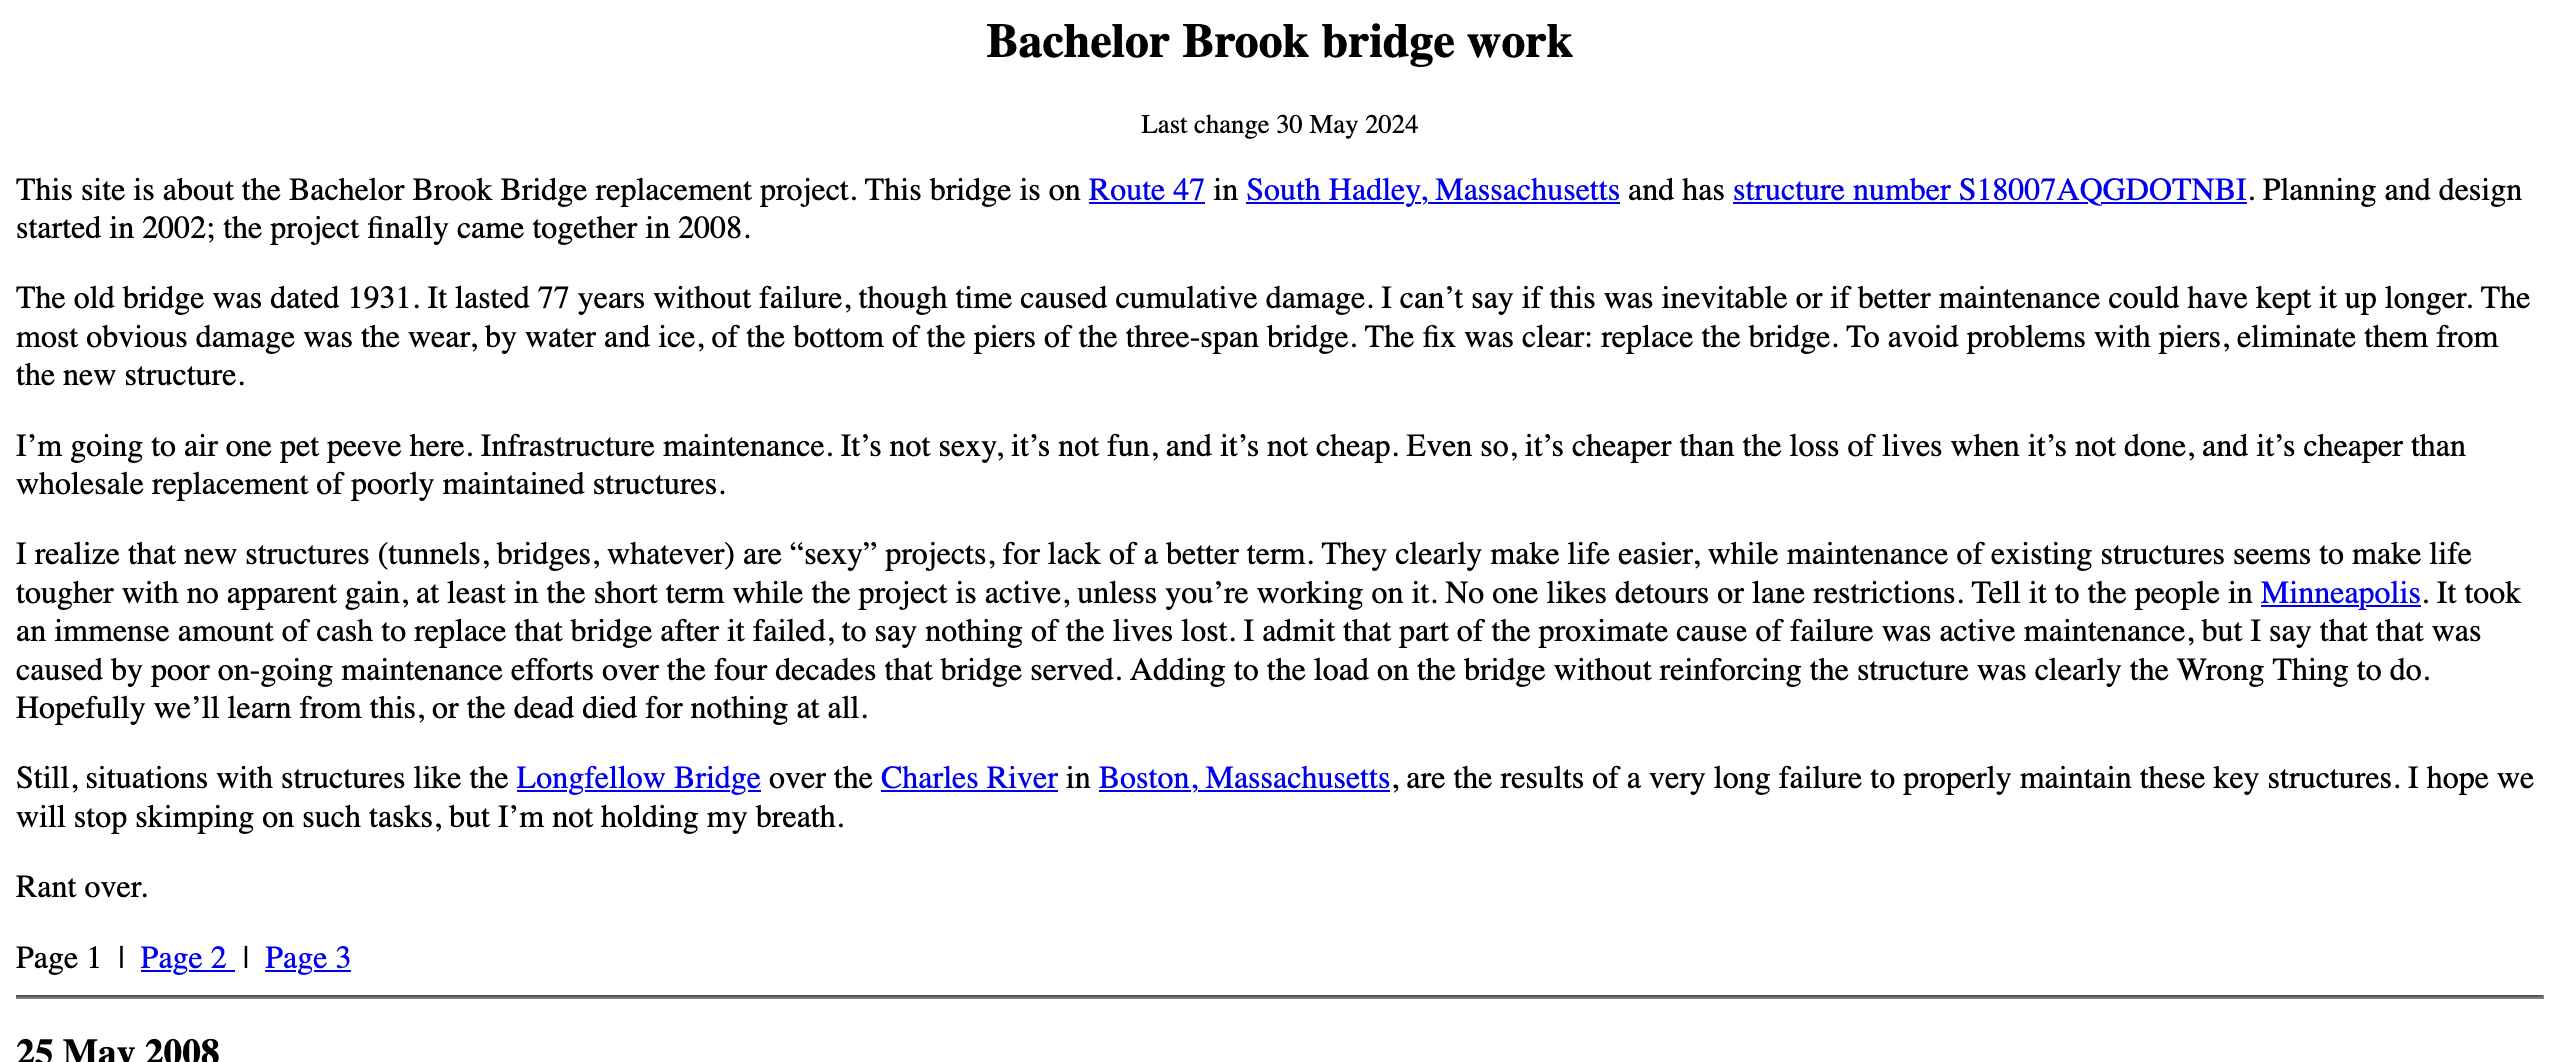 Bachelor Brook bridge work
Last change 30 May 2024
This site is about the Bachelor Brook Bridge replacement project. This bridge is on Route 47 in South Hadley, Massachusetts and has structure number S18007AQGDOTNBI. Planning and design
started in 2002; the project finally came together in 2008.
The old bridge was dated 1931. It lasted 77 years without failure, though time caused cumulative damage. I can’t say if this was inevitable or if better maintenance could have kept it up longer. The
most obvious damage was the wear, by water and ice, of the bottom of the piers of the three-span bridge. The fix was clear: replace the bridge. To avoid problems with piers, eliminate them from
the new structure.
I’m going to air one pet peeve here. Infrastructure maintenance. It’s not sexy, it’s not fun, and it’s not cheap. Even so, it’s cheaper than the loss of lives when it’s not done, and it’s cheaper than
wholesale replacement of poorly maintained structures.
I realize that new structures (tunnels, bridges, whatever) are “sexy” projects, for lack of a better term. They clearly make life easier, while maintenance of existing structures seems to make life
tougher with no apparent gain, at least in the short term while the project is active, unless you’re working on it. No one likes detours or lane restrictions. Tell it to the people in Minneapolis. It took
an immense amount of cash to replace that bridge after it failed, to say nothing of the lives lost. I admit that part of the proximate cause of failure was active maintenance, but I say that that was
caused by poor on-going maintenance efforts over the four decades that bridge served. Adding to the load on the bridge without reinforcing the structure was clearly the Wrong Thing to do.
Hopefully we’ll learn from this, or the dead died for nothing at all.
Still, situations with structures like the Longfellow Bridge over the Charles River in Boston, Massachusetts, are the results of a very long failure to properly maintain these key structures. I hope we
will stop skimping on such tasks, but I’m not holding my breath.
Rant over.
Page 1 | Page 2 | Page 3
25 May 2008